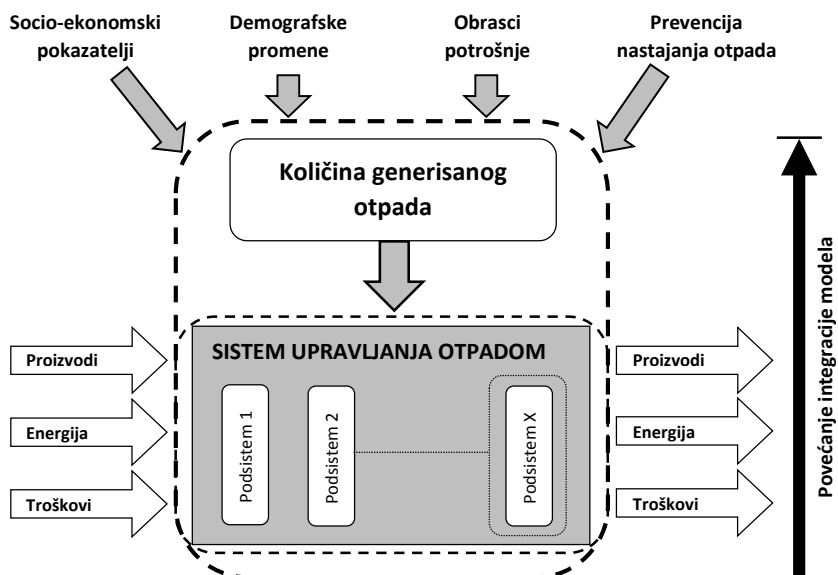 Socio-ekonomski
pokazatelji
Demografske
promene
Obrasci
potrošnje
Prevencija
nastajanja otpada
Količina generisanog
otpada
SISTEM UPRAVLJANJA OTPADOM
Proizvodi
Energija
Troškovi
Podsistem 1
Podsistem 2
Podsistem X
Proizvodi
Energija
Troškovi
Povećanje integracije modela